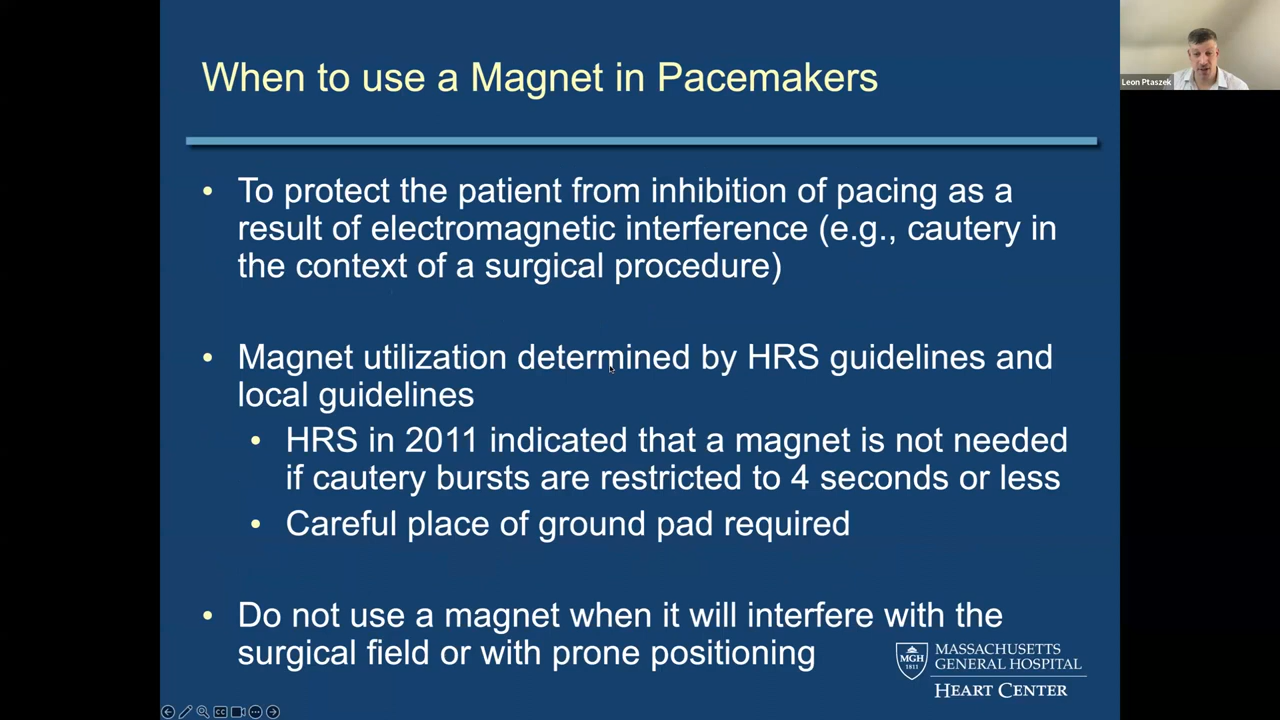 When to use a Magnet in Pacemakers
Leon Ptaszek
• To protect the patient from inhibition of pacing as a
result of electromagnetic interference (e.g., cautery in
the context of a surgical procedure)
• Magnet utilization determined by HRS guidelines and
local guidelines
• HRS in 2011 indicated that a magnet is not needed
if cautery bursts are restricted to 4 seconds or less
• Careful place of ground pad required
• Do not use a magnet when it will interfere with the
surgical field or with prone positioning
MGH
1811
MASSACHUSETTS
GENERAL HOSPITAL
HEART CENTER
CC